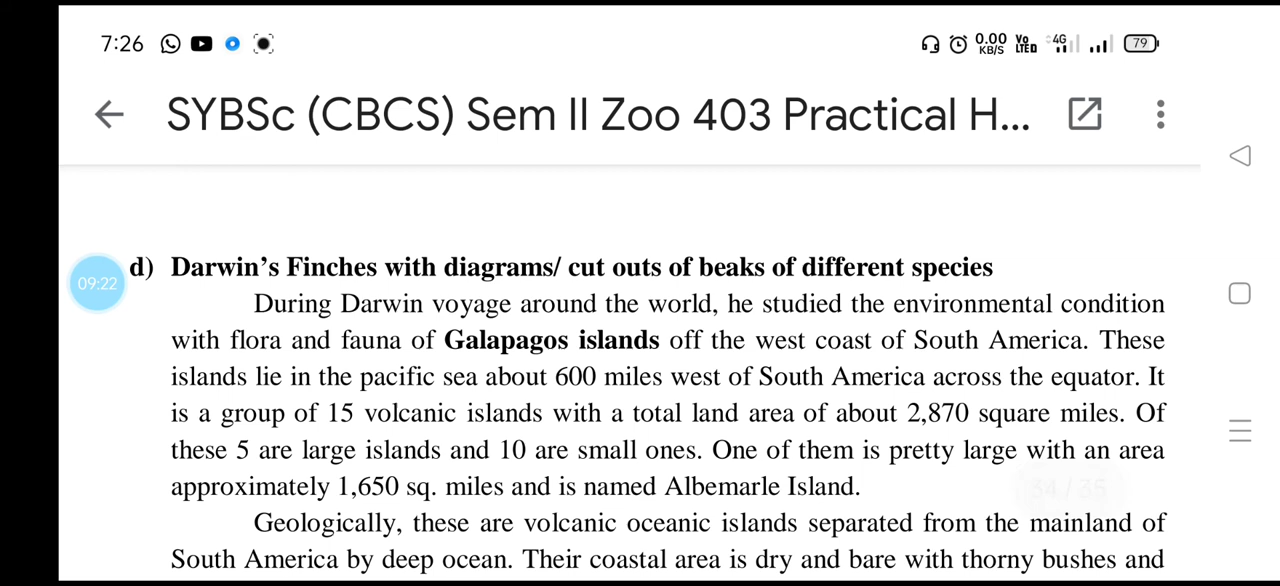 7:26
0.00 KB/S Vo LTED 4G 79
SYBSc (CBCS) Sem II Zoo 403 Practical H...
09:22
d) Darwin's Finches with diagrams/ cut outs of beaks of different species
During Darwin voyage around the world, he studied the environmental condition
with flora and fauna of Galapagos islands off the west coast of South America. These
islands lie in the pacific sea about 600 miles west of South America across the equator. It
is a group of 15 volcanic islands with a total land area of about 2,870 square miles. Of
these 5 are large islands and 10 are small ones. One of them is pretty large with an area
approximately 1,650 sq. miles and is named Albemarle Island.
34 / 35
Geologically, these are volcanic oceanic islands separated from the mainland of
South America by deep ocean. Their coastal area is dry and bare with thorny bushes and